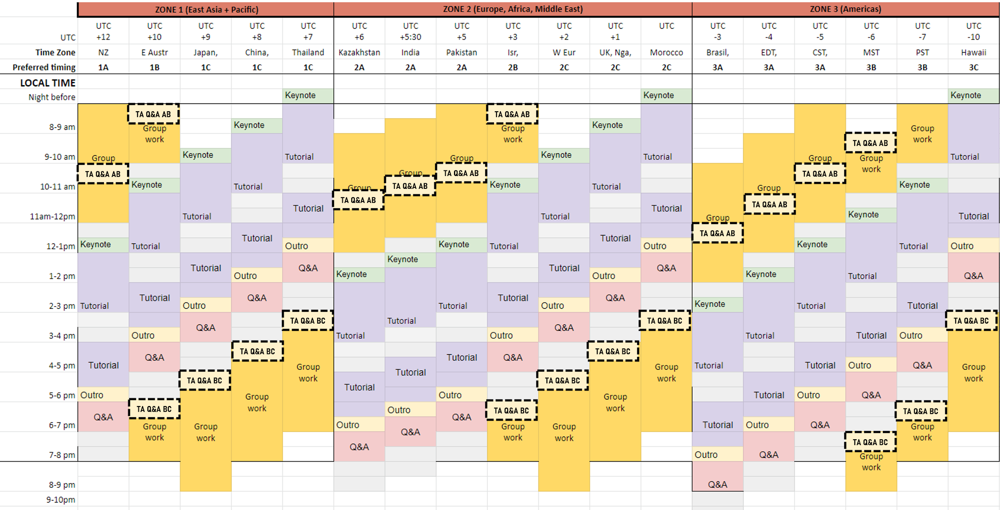 ZONE 1 (East Asia + Pacific) ZONE 2 (Europe, Africa, Middle East) ZONE 3 (Americas)
UTC UTC UTC UTC UTC UTC UTC UTC UTC UTC UTC UTC UTC UTC UTC UTC UTC UTC
UTC +12 +10 +9 +8 +7 +6 +5:30 +5 +3 +2 +1 -3 -4 -5 -6 -7 -10
Time Zone NZ E Austr Japan, China, Thailand Kazakhstan India Pakistan Isr, W Eur UK, Nga, Morocco Brasil, EDT, CST, MST PST Hawaii
Preferred timing 1A 1B 1C 1C 1C 2A 2A 2A 2B 2C 2C 2C 3A 3A 3A 3B 3B 3C
LOCAL TIME
Night before Keynote Keynote Keynote
TA Q&A AB TA Q&A AB
8-9 am Group Keynote Group Keynote Group
work work TA Q&A AB work
9-10 am Group Keynote Tutorial Group Keynote Tutorial Group Group Tutorial
work
TA Q&A AB Group TA Q&A AB TA Q&A AB
10-11 am Keynote Tutorial Group TA Q&A AB Keynote Tutorial Group Keynote
TA Q&A AB TA Q&A AB
Tutorial Tutorial
11am-12pm Tutorial Tutorial Group Keynote Tutorial
Tutorial Tutorial TA Q&A AB
12-1pm Keynote Tutorial Outro Keynote Tutorial Outro Keynote Tutorial Outro
Keynote
Tutorial Q&A Tutorial Q&A
1-2 pm Outro Keynote Outro Keynote Tutorial Q&A
Tutorial Q&A Tutorial Q&A
2-3 pm Tutorial Outro Tutorial Outro Keynote Tutorial Tutorial
TA Q&A BC Tutorial TA Q&A BC TA Q&A BC
Q&A Q&A
3-4 pm Outro Tutorial Outro Tutorial Tutorial Outro
TA Q&A BC TA Q&A BC
Q&A Tutorial Q&A
4-5 pm Tutorial Group Tutorial Group Tutorial Tutorial Outro Q&A Group
work work work
TA Q&A BC TA Q&A BC
Tutorial
5-6 pm Outro Group Outro Group Tutorial Outro Q&A
work work
TA Q&A BC Outro TA Q&A BC TA Q&A BC
Q&A Q&A
6-7 pm Group Group Outro Group Group Tutorial Outro Q&A Group
work work Q&A work work work
TA Q&A BC
Q&A
7-8 pm Outro Q&A Group
work
8-9 pm Q&A
9-10pm